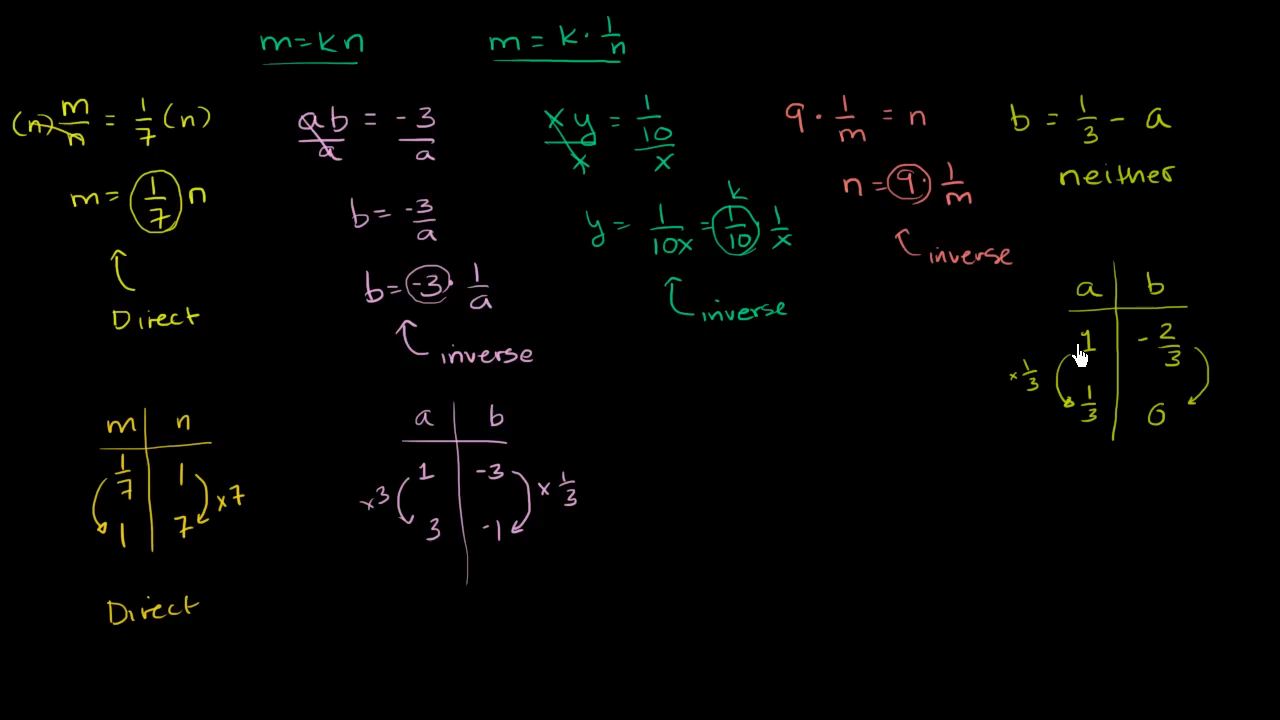 m = kn
m = k · 1/n
(n) m/n = 1/7 (n)
m = 1/7 n
Direct
ab/a = -3/a
b = -3/a
b = -3 · 1/a
inverse
xy/x = 1/10/x
k
y = 1/10x = 1/10 · 1/x
inverse
9 · 1/m = n
n = 9 · 1/m
inverse
b = 1/3 - a
neither
a b
1 -2/3
× 1/3
1/3 0
m n
1/7 1
×7
1 7
Direct
a b
1 -3
×3 × 1/3
3 -1